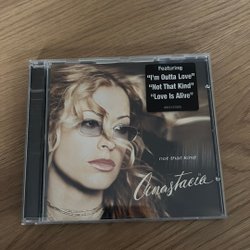 Featuring
"I'm Outta Love"
"Not That Kind"
"Love Is Alive"
not that kind
Anastacia